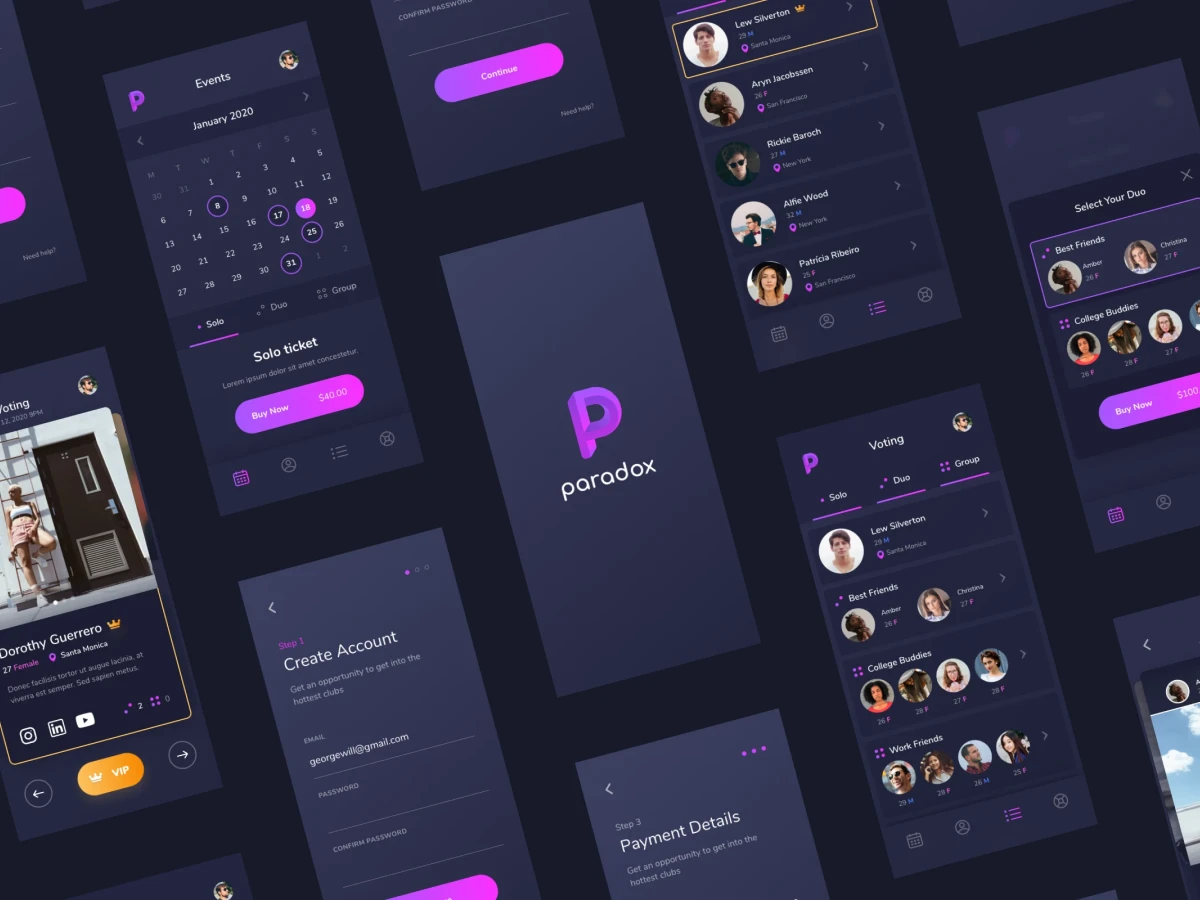 CONFIRM PASSWORD
Continue
Need help?
Need help?
Events
January 2020
M T W T F S S
30 31 1 2 3 4 5
6 7 8 9 10 11 12
13 14 15 16 17 18 19
20 21 22 23 24 25 26
27 28 29 30 31 1 2
Solo
Duo
Group
Solo ticket
Lorem ipsum dolor sit amet concestetur.
Buy Now
$40.00
Lew Silverton
29 M
Santa Monica
Aryn Jacobssen
26 F
San Francisco
Rickie Baroch
27 M
New York
Alfie Wood
32 M
New York
Patrícia Ribeiro
25 F
San Francisco
Select Your Duo
Best Friends
Amber
26 F
Christina
27 F
College Buddies
26 F
28 F
27 F
Buy Now
$100
Voting
12, 2020 9PM
Dorothy Guerrero
27 Female
Santa Monica
Donec facilisis tortor ut augue lacinia, at
viverra est semper. Sed sapien metus.
2
0
VIP
paradox
Step 1
Create Account
Get an opportunity to get into the
hottest clubs
EMAIL
georgewill@gmail.com
PASSWORD
CONFIRM PASSWORD
Step 3
Payment Details
Get an opportunity to get into the
hottest clubs
Voting
Solo
Duo
Group
Lew Silverton
29 M
Santa Monica
Best Friends
Amber
26 F
Christina
27 F
College Buddies
26 F
28 F
27 F
28 F
Work Friends
29 M
28 F
26 M
25 F